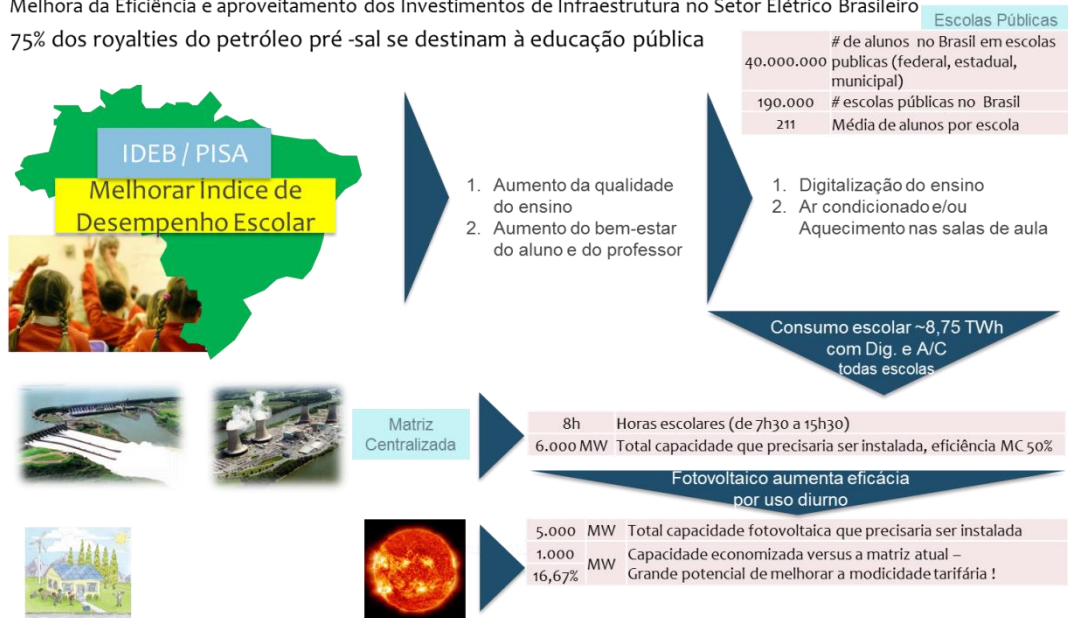 Melhora da Eficiência e aproveitamento dos Investimentos de Infraestrutura no Setor Elétrico Brasileiro
75% dos royalties do petróleo pré -sal se destinam à educação pública
Escolas Públicas
40.000.000 # de alunos no Brasil em escolas
publicas (federal, estadual,
municipal)
190.000 # escolas públicas no Brasil
211 Média de alunos por escola
IDEB / PISA
Melhorar Índice de
Desempenho Escolar
1. Aumento da qualidade
do ensino
2. Aumento do bem-estar
do aluno e do professor
1. Digitalização do ensino
2. Ar condicionado e/ou
Aquecimento nas salas de aula
Consumo escolar ~8,75 TWh
com Dig. e A/C
todas escolas
Matriz
Centralizada
8h Horas escolares (de 7h30 a 15h30)
6.000 MW Total capacidade que precisaria ser instalada, eficiência MC 50%
Fotovoltaico aumenta eficácia
por uso diurno
5.000 MW Total capacidade fotovoltaica que precisaria ser instalada
1.000 MW Capacidade economizada versus a matriz atual –
16,67% Grande potencial de melhorar a modicidade tarifária !